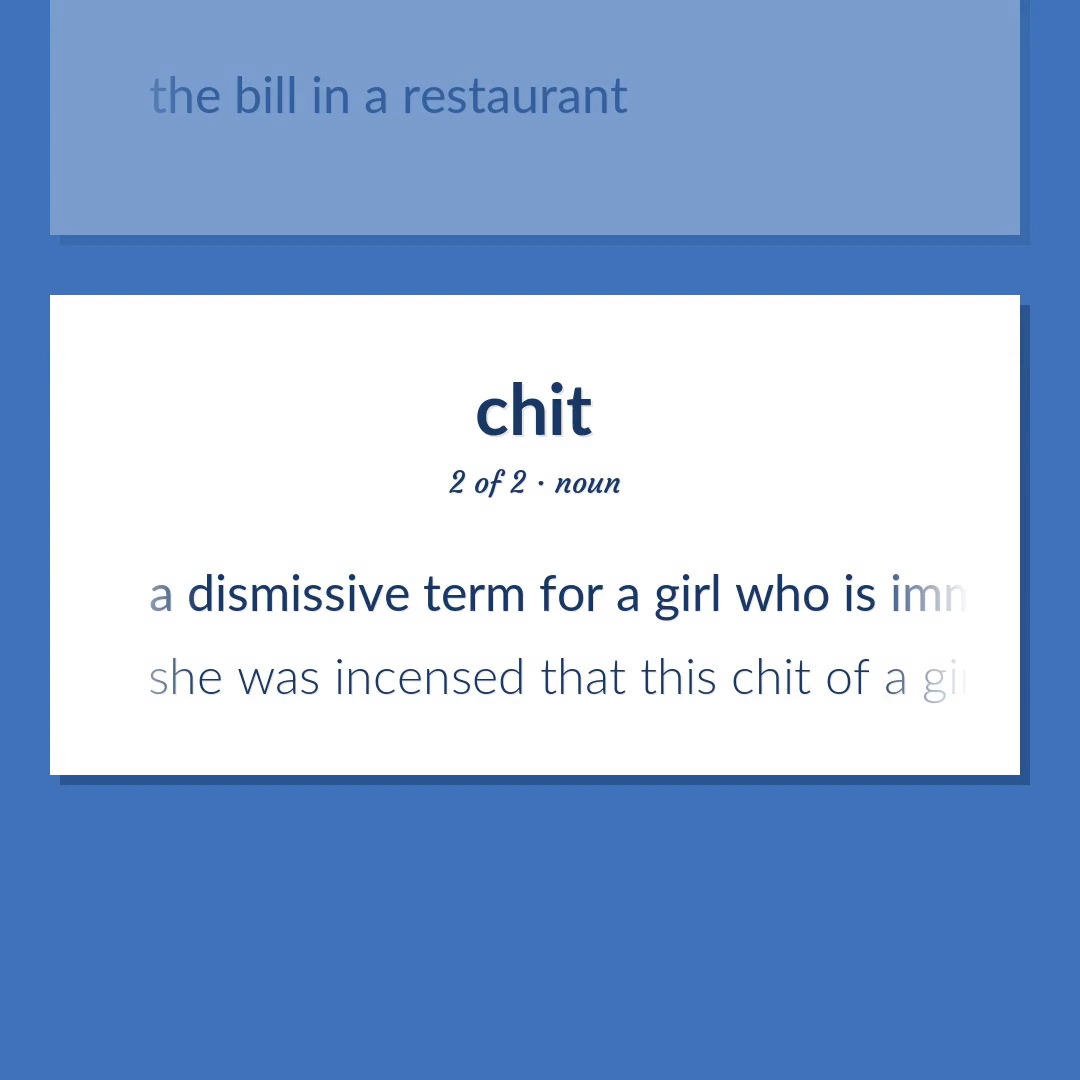 the bill in a restaurant
chit
2 of 2 · noun
a dismissive term for a girl who is
she was incensed that this chit of a